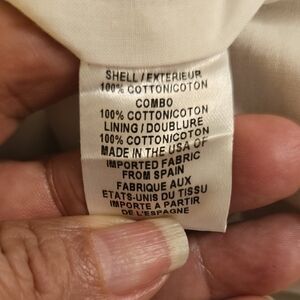 SHELL/EXTERIEUR
100% COTTON/COTON
COMBO
100% COTTON/COTON
LINING/DOUBLURE
100% COTTON/COTON
MADE IN THE USA OF
IMPORTED FABRIC
FROM SPAIN
FABRIQUE AUX
ETATS-UNIS DU TISSU
IMPORTE A PARTIR
DE L'ESPAGNE